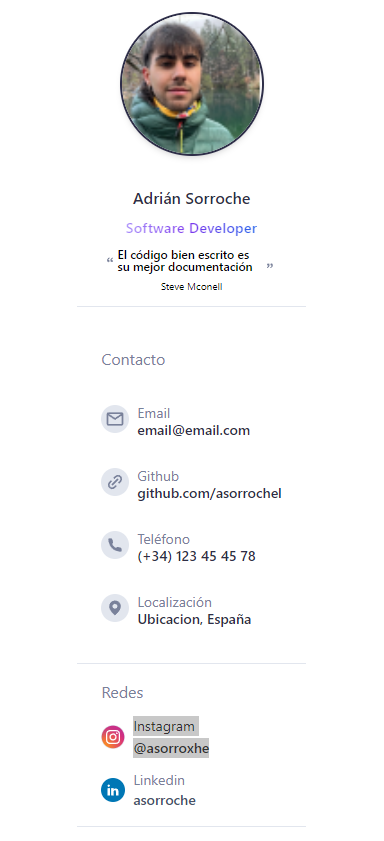 Adrián Sorroche
Software Developer
“ El código bien escrito es
su mejor documentación ”
Steve Mconell
Contacto
Email
email@email.com
Github
github.com/asorrochel
Teléfono
(+34) 123 45 45 78
Localización
Ubicacion, España
Redes
Instagram
@asorroxhe
Linkedin
asorroche